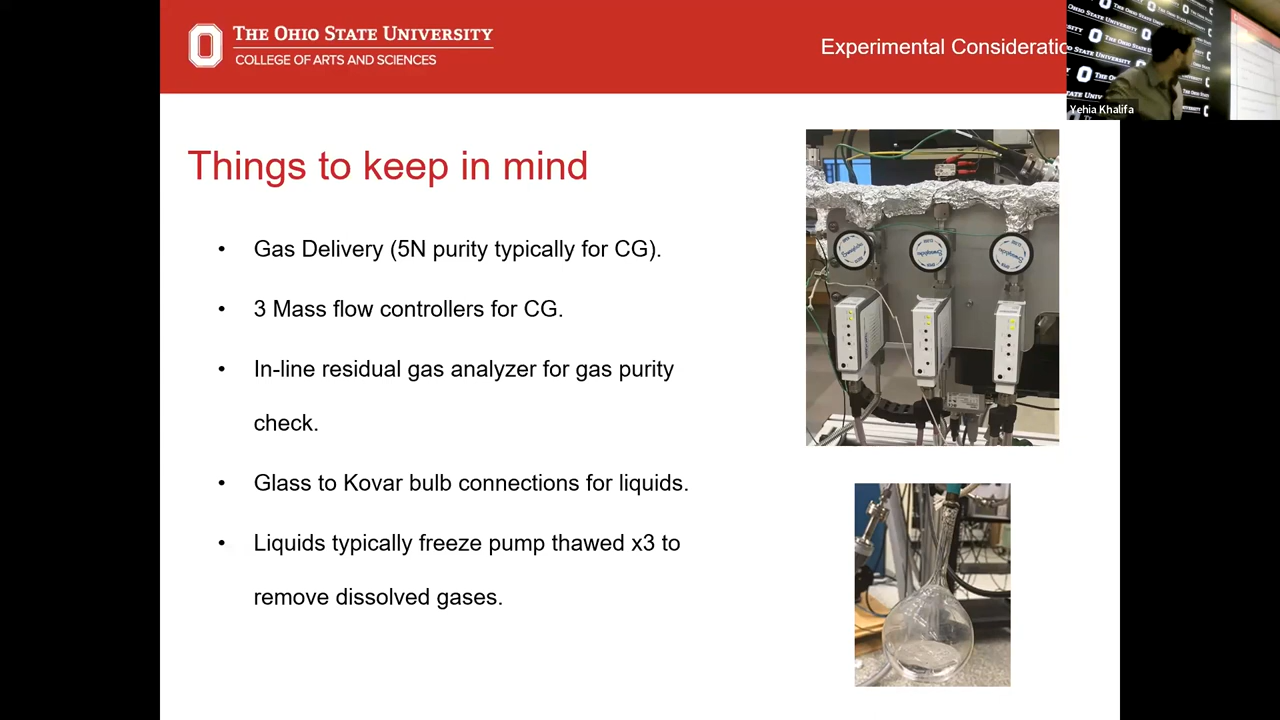 THE OHIO STATE UNIVERSITY
COLLEGE OF ARTS AND SCIENCES
Experimental Consideratio
Yehia Khalifa
Things to keep in mind
• Gas Delivery (5N purity typically for CG).
• 3 Mass flow controllers for CG.
• In-line residual gas analyzer for gas purity
check.
• Glass to Kovar bulb connections for liquids.
• Liquids typically freeze pump thawed x3 to
remove dissolved gases.